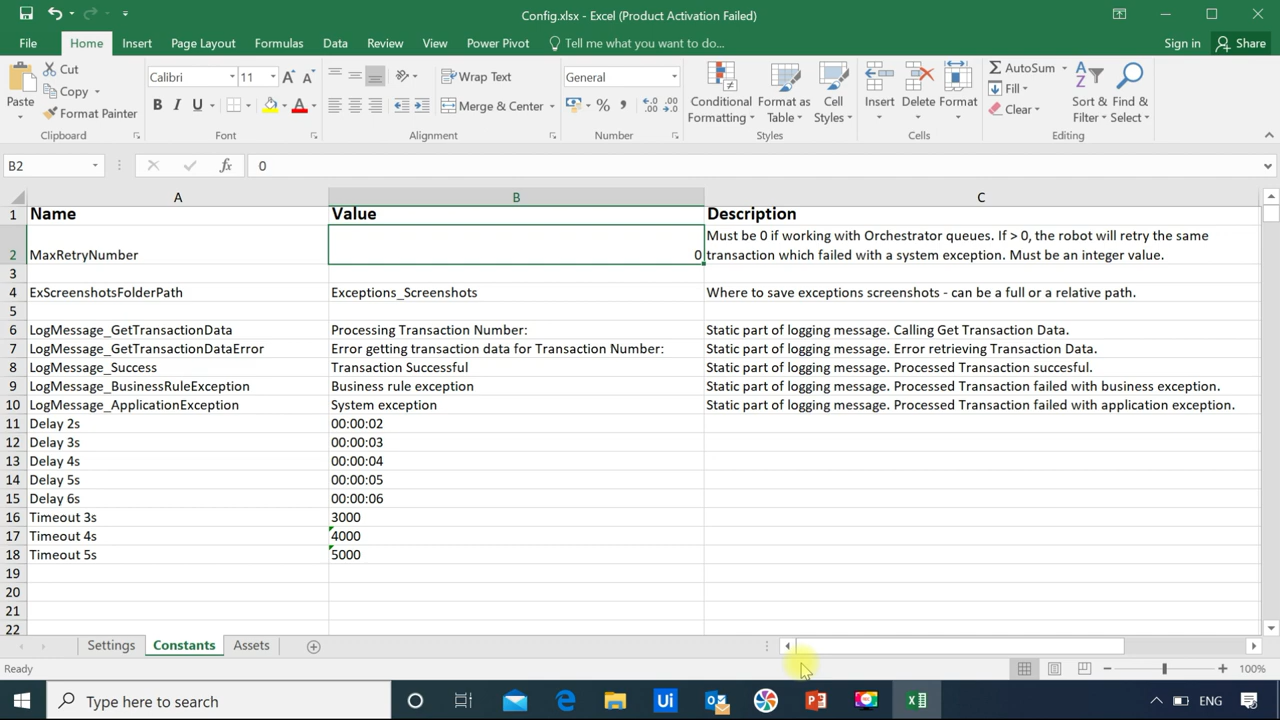 Config.xlsx - Excel (Product Activation Failed)
File Home Insert Page Layout Formulas Data Review View Power Pivot Tell me what you want to do... Sign in Share
Paste
Cut
Copy
Format Painter
Clipboard
Calibri 11
B I U
Font
Wrap Text
Merge & Center
Alignment
General
Number
Conditional Formatting
Format as Table
Cell Styles
Styles
Insert Delete Format
Cells
AutoSum
Fill
Clear
Sort & Filter
Find & Select
Editing
B2 fx 0
A B C
1 Name Value Description
Must be 0 if working with Orchestrator queues. If > 0, the robot will retry the same
2 MaxRetryNumber 0 transaction which failed with a system exception. Must be an integer value.
3
4 ExScreenshotsFolderPath Exceptions_Screenshots Where to save exceptions screenshots - can be a full or a relative path.
5
6 LogMessage_GetTransactionData Processing Transaction Number: Static part of logging message. Calling Get Transaction Data.
7 LogMessage_GetTransactionDataError Error getting transaction data for Transaction Number: Static part of logging message. Error retrieving Transaction Data.
8 LogMessage_Success Transaction Successful Static part of logging message. Processed Transaction succesful.
9 LogMessage_BusinessRuleException Business rule exception Static part of logging message. Processed Transaction failed with business exception.
10 LogMessage_ApplicationException System exception Static part of logging message. Processed Transaction failed with application exception.
11 Delay 2s 00:00:02
12 Delay 3s 00:00:03
13 Delay 4s 00:00:04
14 Delay 5s 00:00:05
15 Delay 6s 00:00:06
16 Timeout 3s 3000
17 Timeout 4s 4000
18 Timeout 5s 5000
19
20
21
22
Settings Constants Assets
Ready 100%
Type here to search Ui ENG